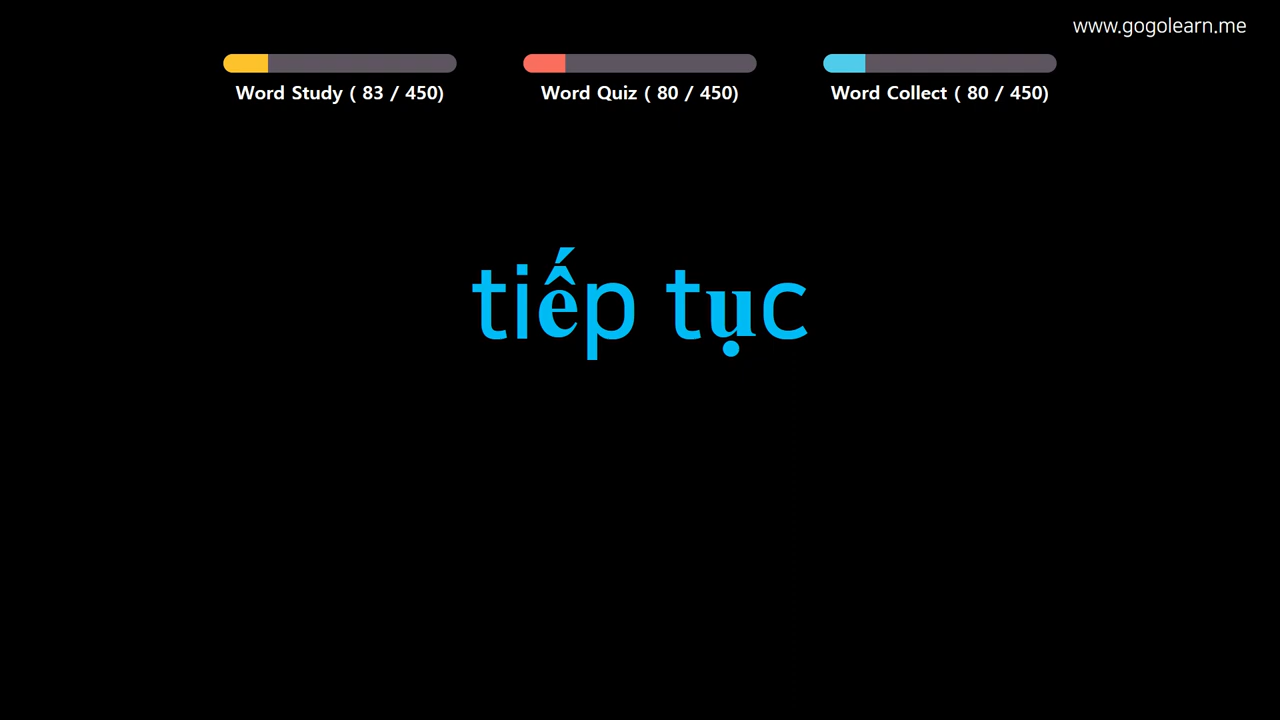 www.gogolearn.me
Word Study ( 83 / 450)
Word Quiz ( 80 / 450)
Word Collect ( 80 / 450)
tiếp tục